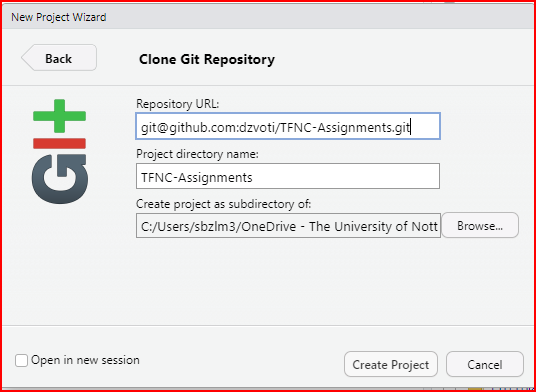 New Project Wizard
Back
Clone Git Repository
Repository URL:
git@github.com:dzvoti/TFNC-Assignments.git
Project directory name:
TFNC-Assignments
Create project as subdirectory of:
C:/Users/sbzlm3/OneDrive - The University of Nott
Browse...
GIt
Open in new session
Create Project
Cancel